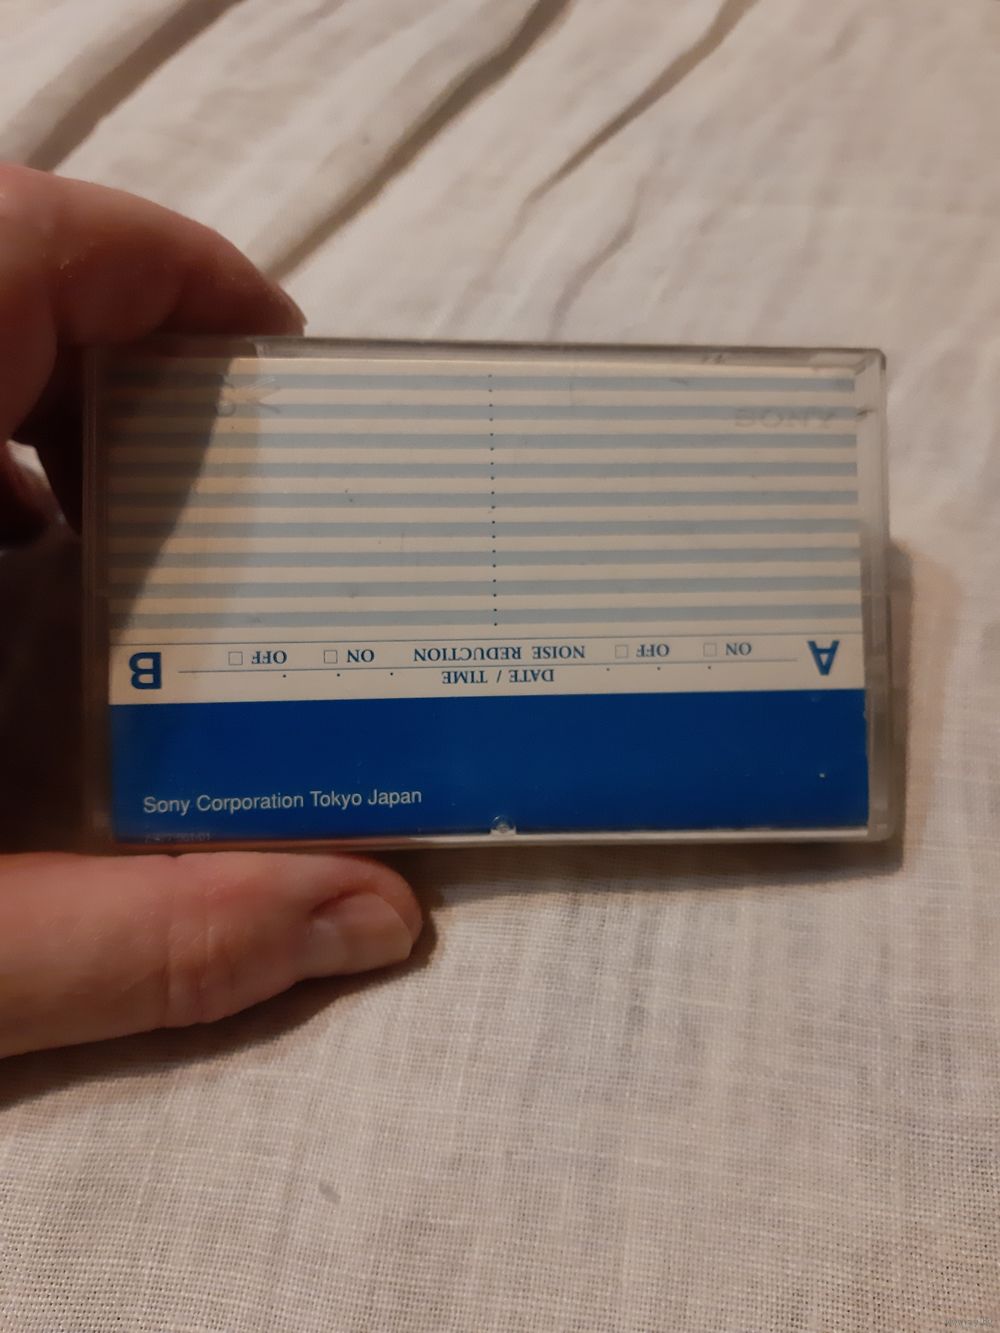 SONY
A ON □ OFF □ NOISE REDUCTION ON □ OFF □ B
DATE / TIME
Sony Corporation Tokyo Japan